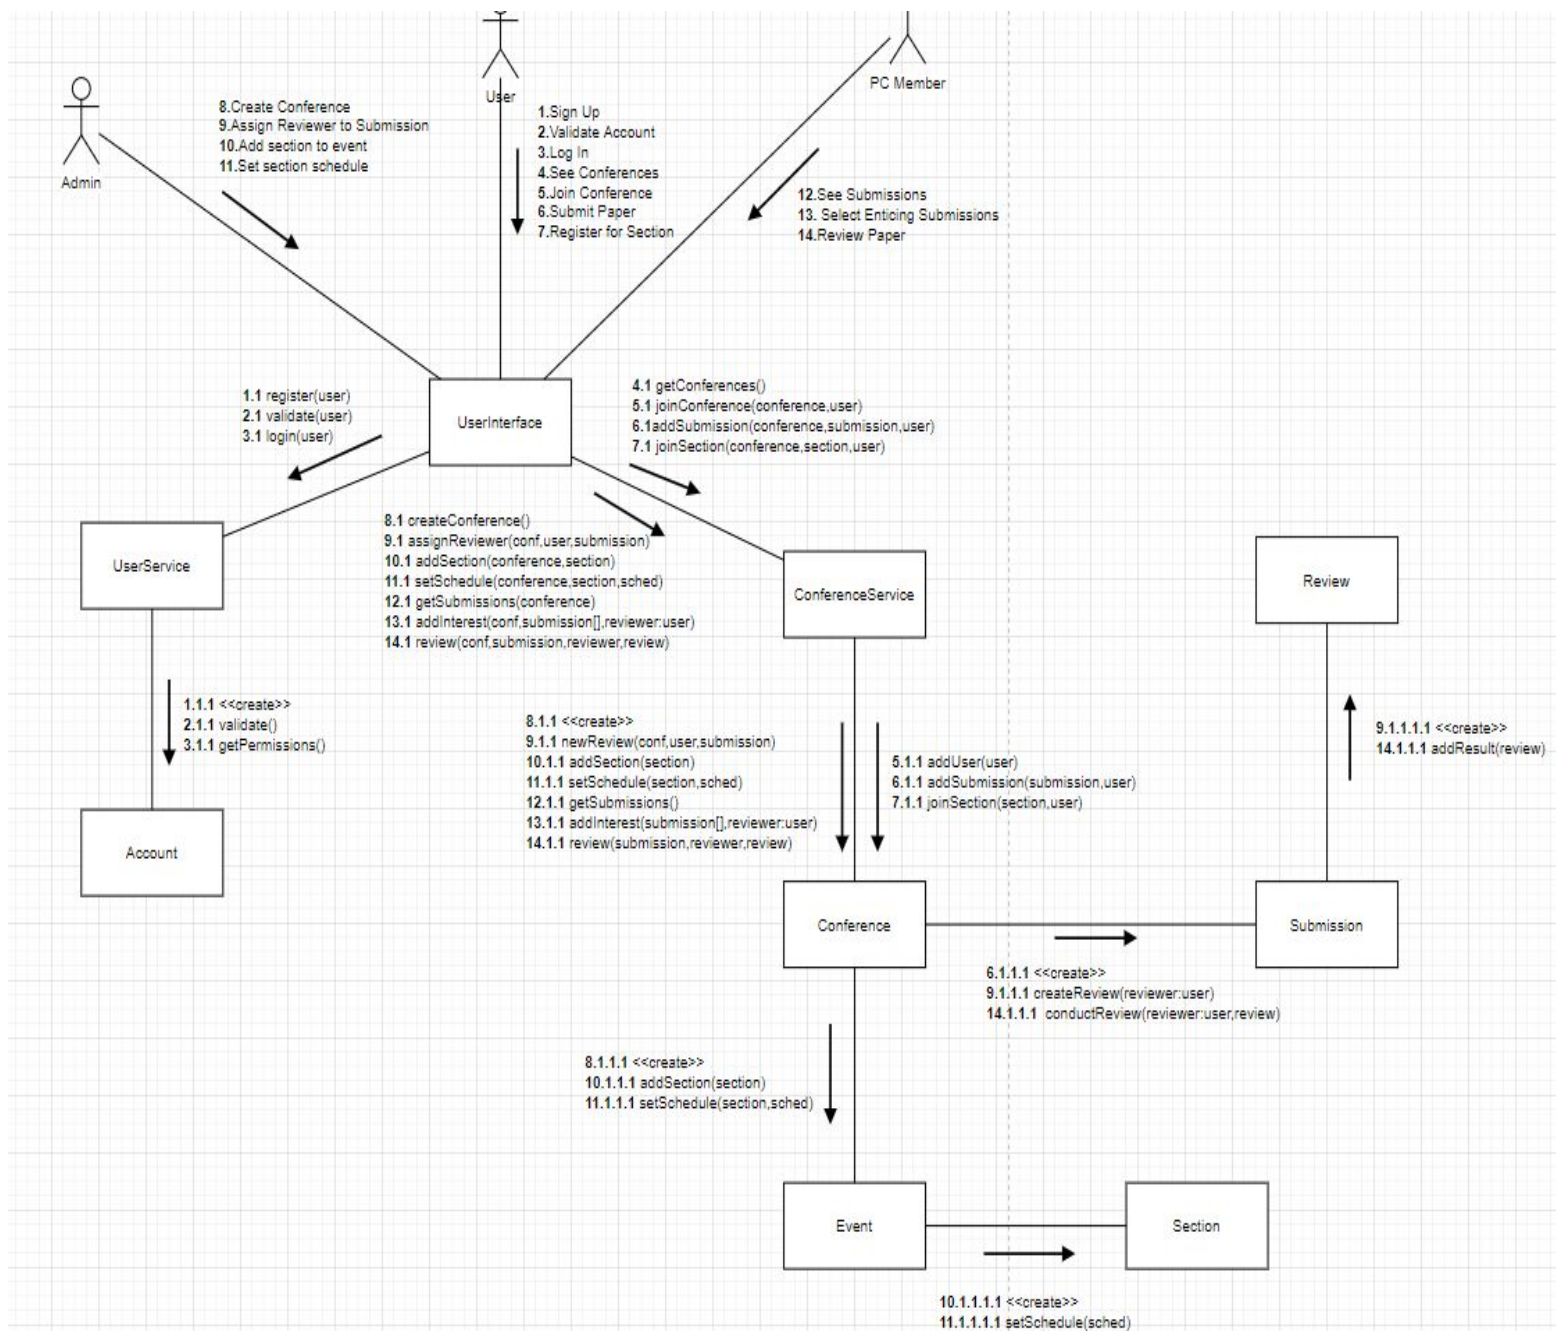 PC Member
User
Admin
8.Create Conference
9.Assign Reviewer to Submission
10.Add section to event
11.Set section schedule
1.Sign Up
2.Validate Account
3.Log In
4.See Conferences
5.Join Conference
6.Submit Paper
7.Register for Section
12.See Submissions
13. Select Enticing Submissions
14.Review Paper
UserInterface
1.1 register(user)
2.1 validate(user)
3.1 login(user)
4.1 getConferences()
5.1 joinConference(conference,user)
6.1addSubmission(conference,submission,user)
7.1 joinSection(conference,section,user)
8.1 createConference()
9.1 assignReviewer(conf,user,submission)
10.1 addSection(conference,section)
11.1 setSchedule(conference,section,sched)
12.1 getSubmissions(conference)
13.1 addInterest(conf,submission[],reviewer:user)
14.1 review(conf,submission,reviewer,review)
UserService
ConferenceService
Review
1.1.1 <<create>>
2.1.1 validate()
3.1.1 getPermissions()
8.1.1 <<create>>
9.1.1 newReview(conf,user,submission)
10.1.1 addSection(section)
11.1.1 setSchedule(section,sched)
12.1.1 getSubmissions()
13.1.1 addInterest(submission[],reviewer:user)
14.1.1 review(submission,reviewer,review)
5.1.1 addUser(user)
6.1.1 addSubmission(submission,user)
7.1.1 joinSection(section,user)
9.1.1.1.1 <<create>>
14.1.1.1 addResult(review)
Account
Conference
Submission
6.1.1.1 <<create>>
9.1.1.1 createReview(reviewer:user)
14.1.1.1 conductReview(reviewer:user,review)
8.1.1.1 <<create>>
10.1.1.1 addSection(section)
11.1.1.1 setSchedule(section,sched)
Event
Section
10.1.1.1.1 <<create>>
11.1.1.1.1 setSchedule(sched)